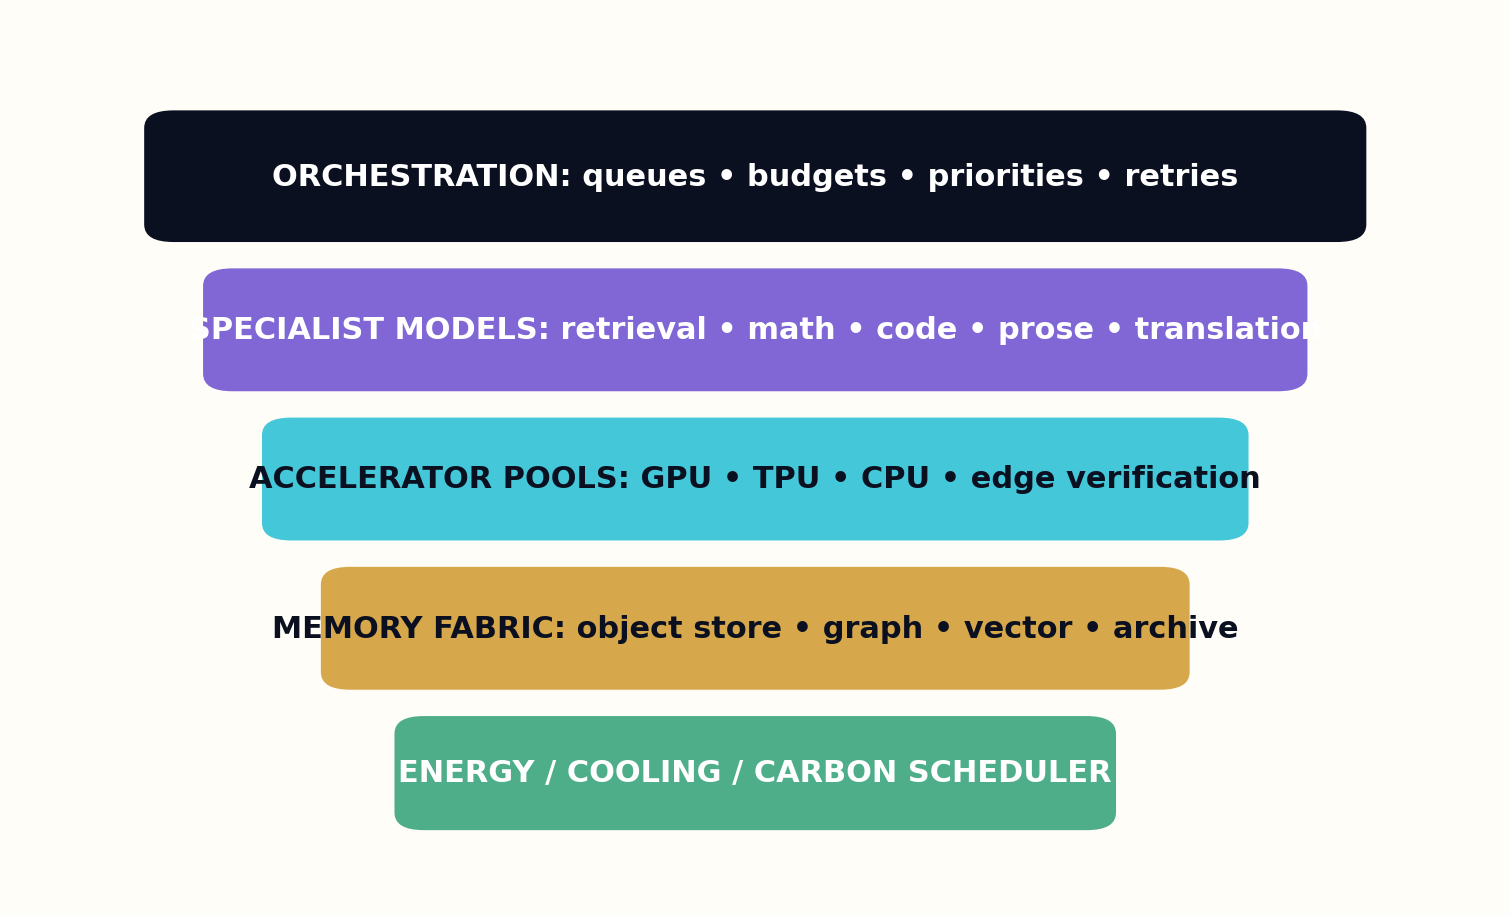 ORCHESTRATION: queues • budgets • priorities • retries
SPECIALIST MODELS: retrieval • math • code • prose • translation
ACCELERATOR POOLS: GPU • TPU • CPU • edge verification
MEMORY FABRIC: object store • graph • vector • archive
ENERGY / COOLING / CARBON SCHEDULER